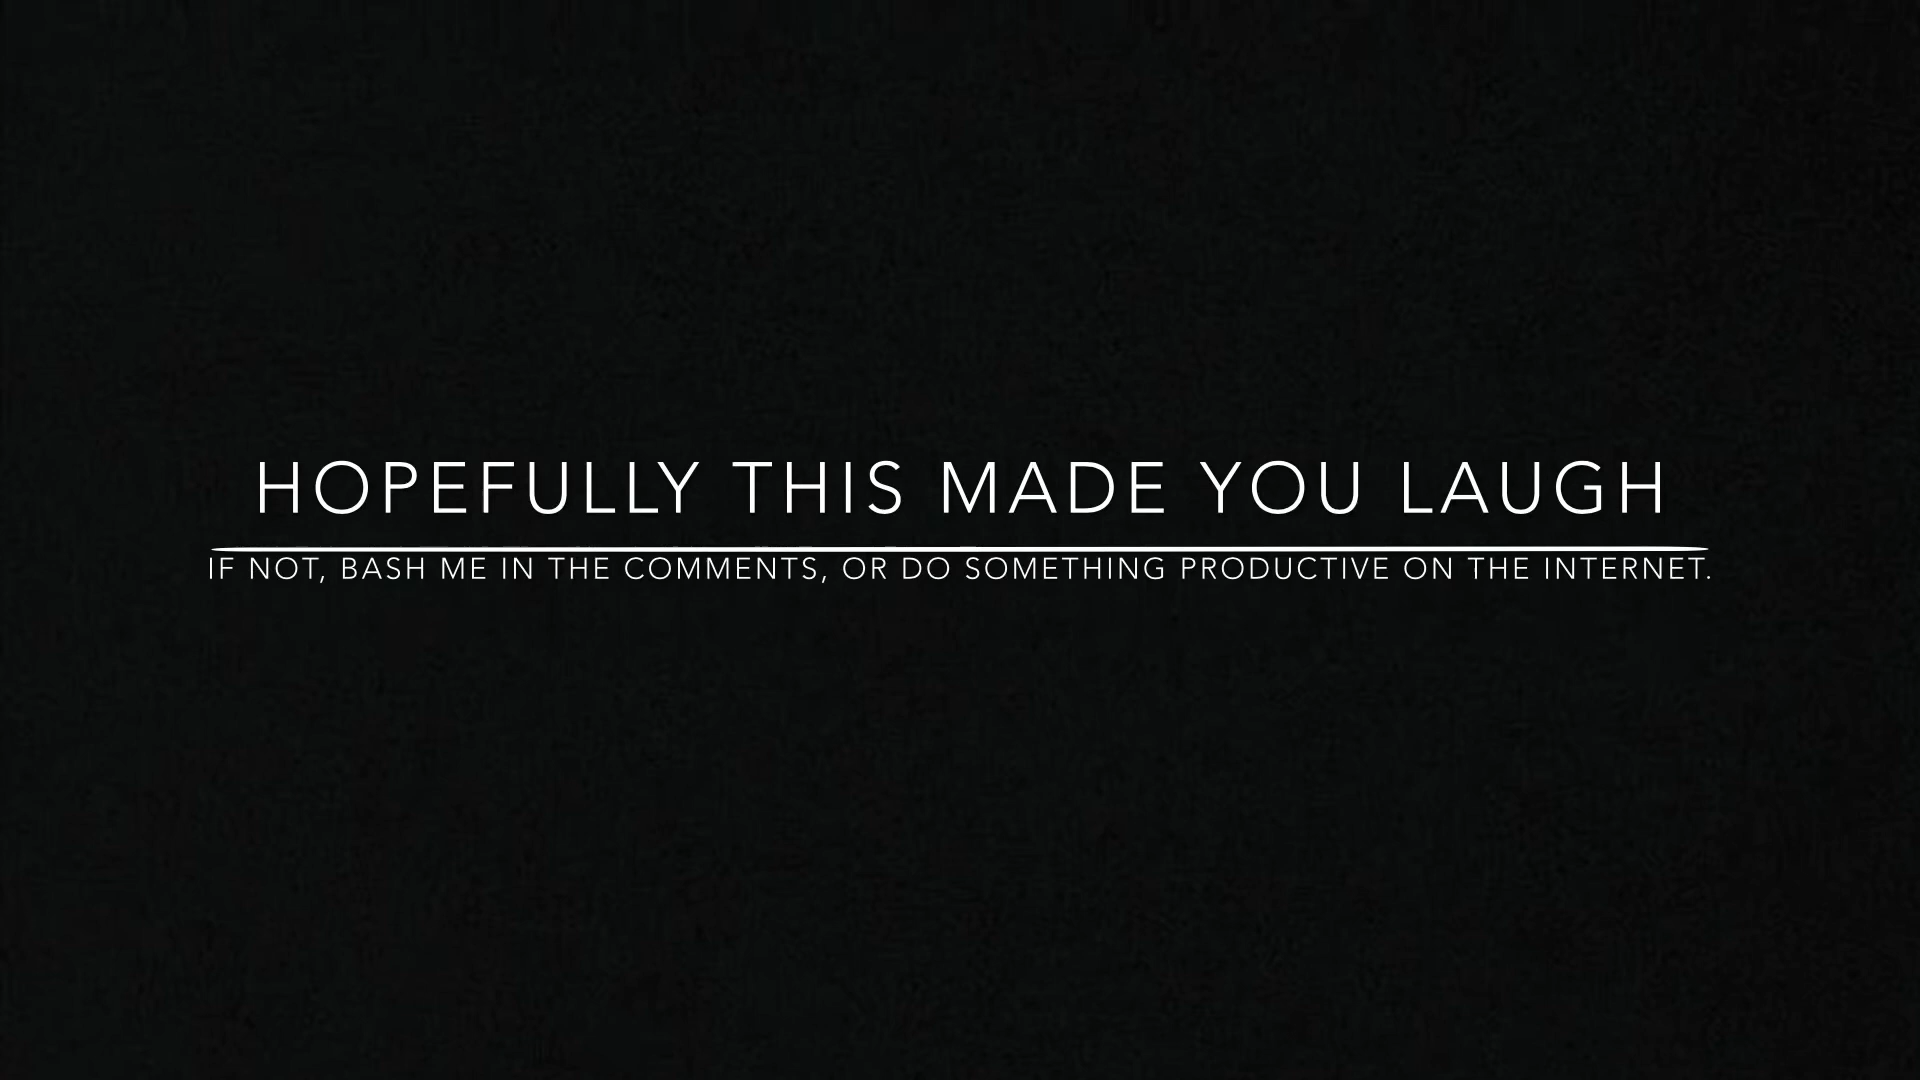 HOPEFULLY THIS MADE YOU LAUGH
IF NOT, BASH ME IN THE COMMENTS, OR DO SOMETHING PRODUCTIVE ON THE INTERNET.